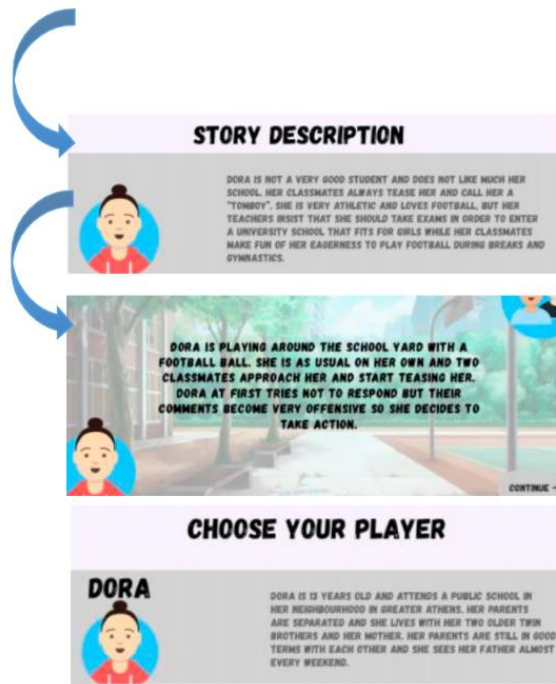 STORY DESCRIPTION
DORA IS NOT A VERY GOOD STUDENT AND DOES NOT LIKE MUCH HER
SCHOOL. HER CLASSMATES ALWAYS TEASE HER AND CALL HER A
"TOMBOY". SHE IS VERY ATHLETIC AND LOVES FOOTBALL, BUT HER
TEACHERS INSIST THAT SHE SHOULD TAKE EXAMS IN ORDER TO ENTER
A UNIVERSITY SCHOOL THAT FITS FOR GIRLS WHILE HER CLASSMATES
MAKE FUN OF HER EAGERNESS TO PLAY FOOTBALL DURING BREAKS AND
GYMNASTICS.
DORA IS PLAYING AROUND THE SCHOOL YARD WITH A
FOOTBALL BALL. SHE IS AS USUAL ON HER OWN AND TWO
CLASSMATES APPROACH HER AND START TEASING HER.
DORA AT FIRST TRIES NOT TO RESPOND BUT THEIR
COMMENTS BECOME VERY OFFENSIVE SO SHE DECIDES TO
TAKE ACTION.
CONTINUE -
CHOOSE YOUR PLAYER
DORA
DORA IS 13 YEARS OLD AND ATTENDS A PUBLIC SCHOOL IN
HER NEIGHBOURHOOD IN GREATER ATHENS. HER PARENTS
ARE SEPARATED AND SHE LIVES WITH HER TWO OLDER TWIN
BROTHERS AND HER MOTHER. HER PARENTS ARE STILL IN GOOD
TERMS WITH EACH OTHER AND SHE SEES HER FATHER ALMOST
EVERY WEEKEND.